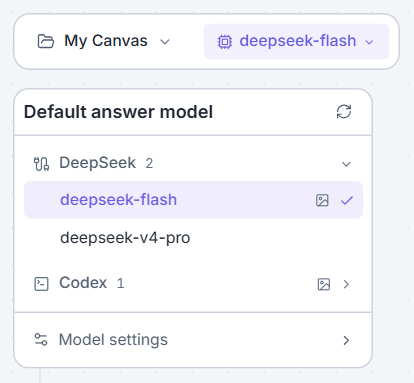 My Canvas deepseek-flash
Default answer model
DeepSeek 2
deepseek-flash
deepseek-v4-pro
Codex 1
Model settings